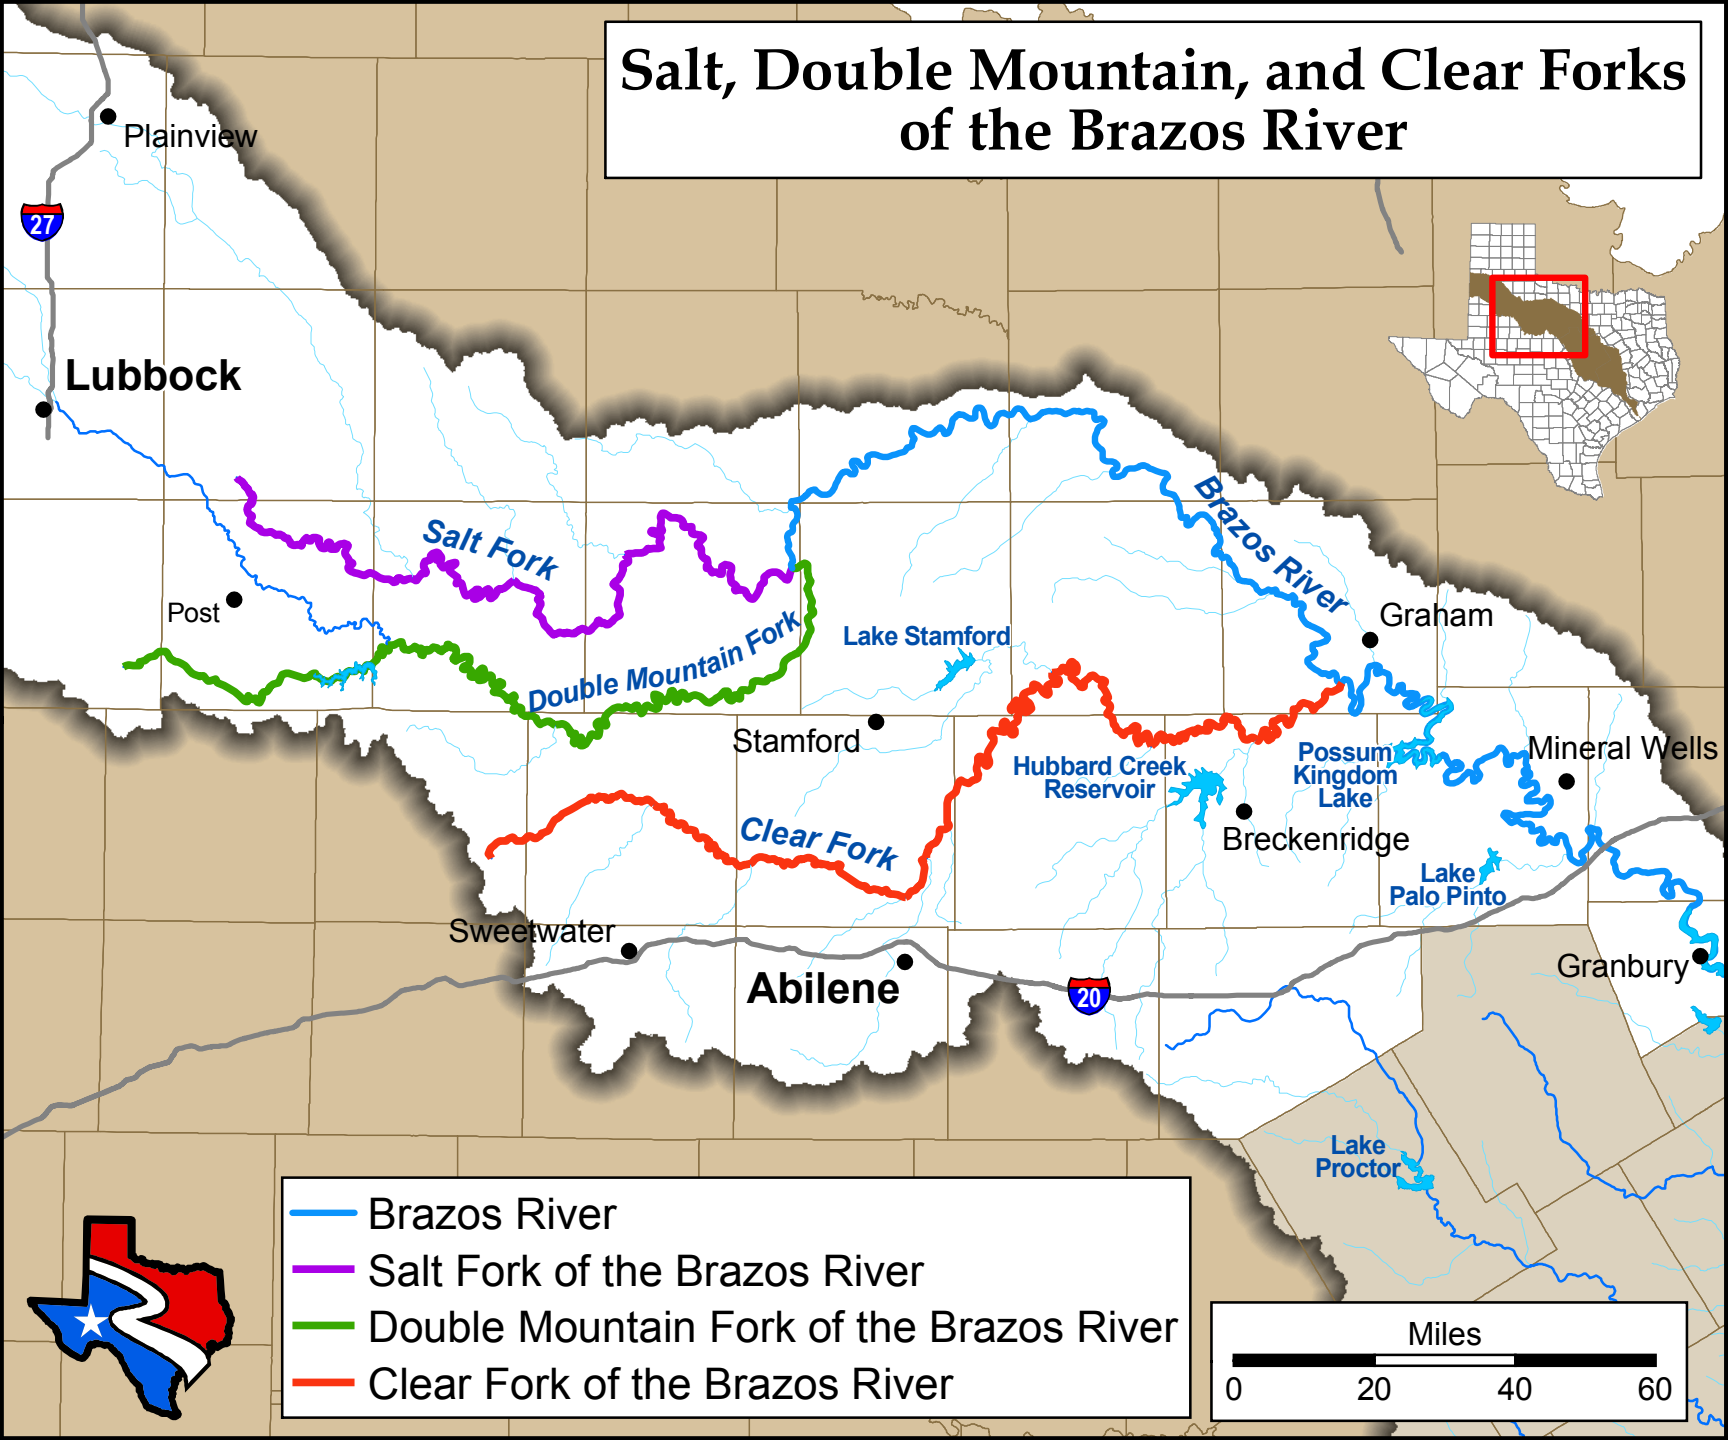 Salt, Double Mountain, and Clear Forks
of the Brazos River
Plainview
27
Lubbock
Salt Fork
Brazos River
Post
Graham
Double Mountain Fork
Lake Stamford
Stamford
Hubbard Creek
Reservoir
Possum
Kingdom
Lake
Mineral Wells
Clear Fork
Breckenridge
Lake
Palo Pinto
Sweetwater
Abilene
20
Granbury
Lake
Proctor
Brazos River
Salt Fork of the Brazos River
Double Mountain Fork of the Brazos River
Clear Fork of the Brazos River
Miles
0 20 40 60